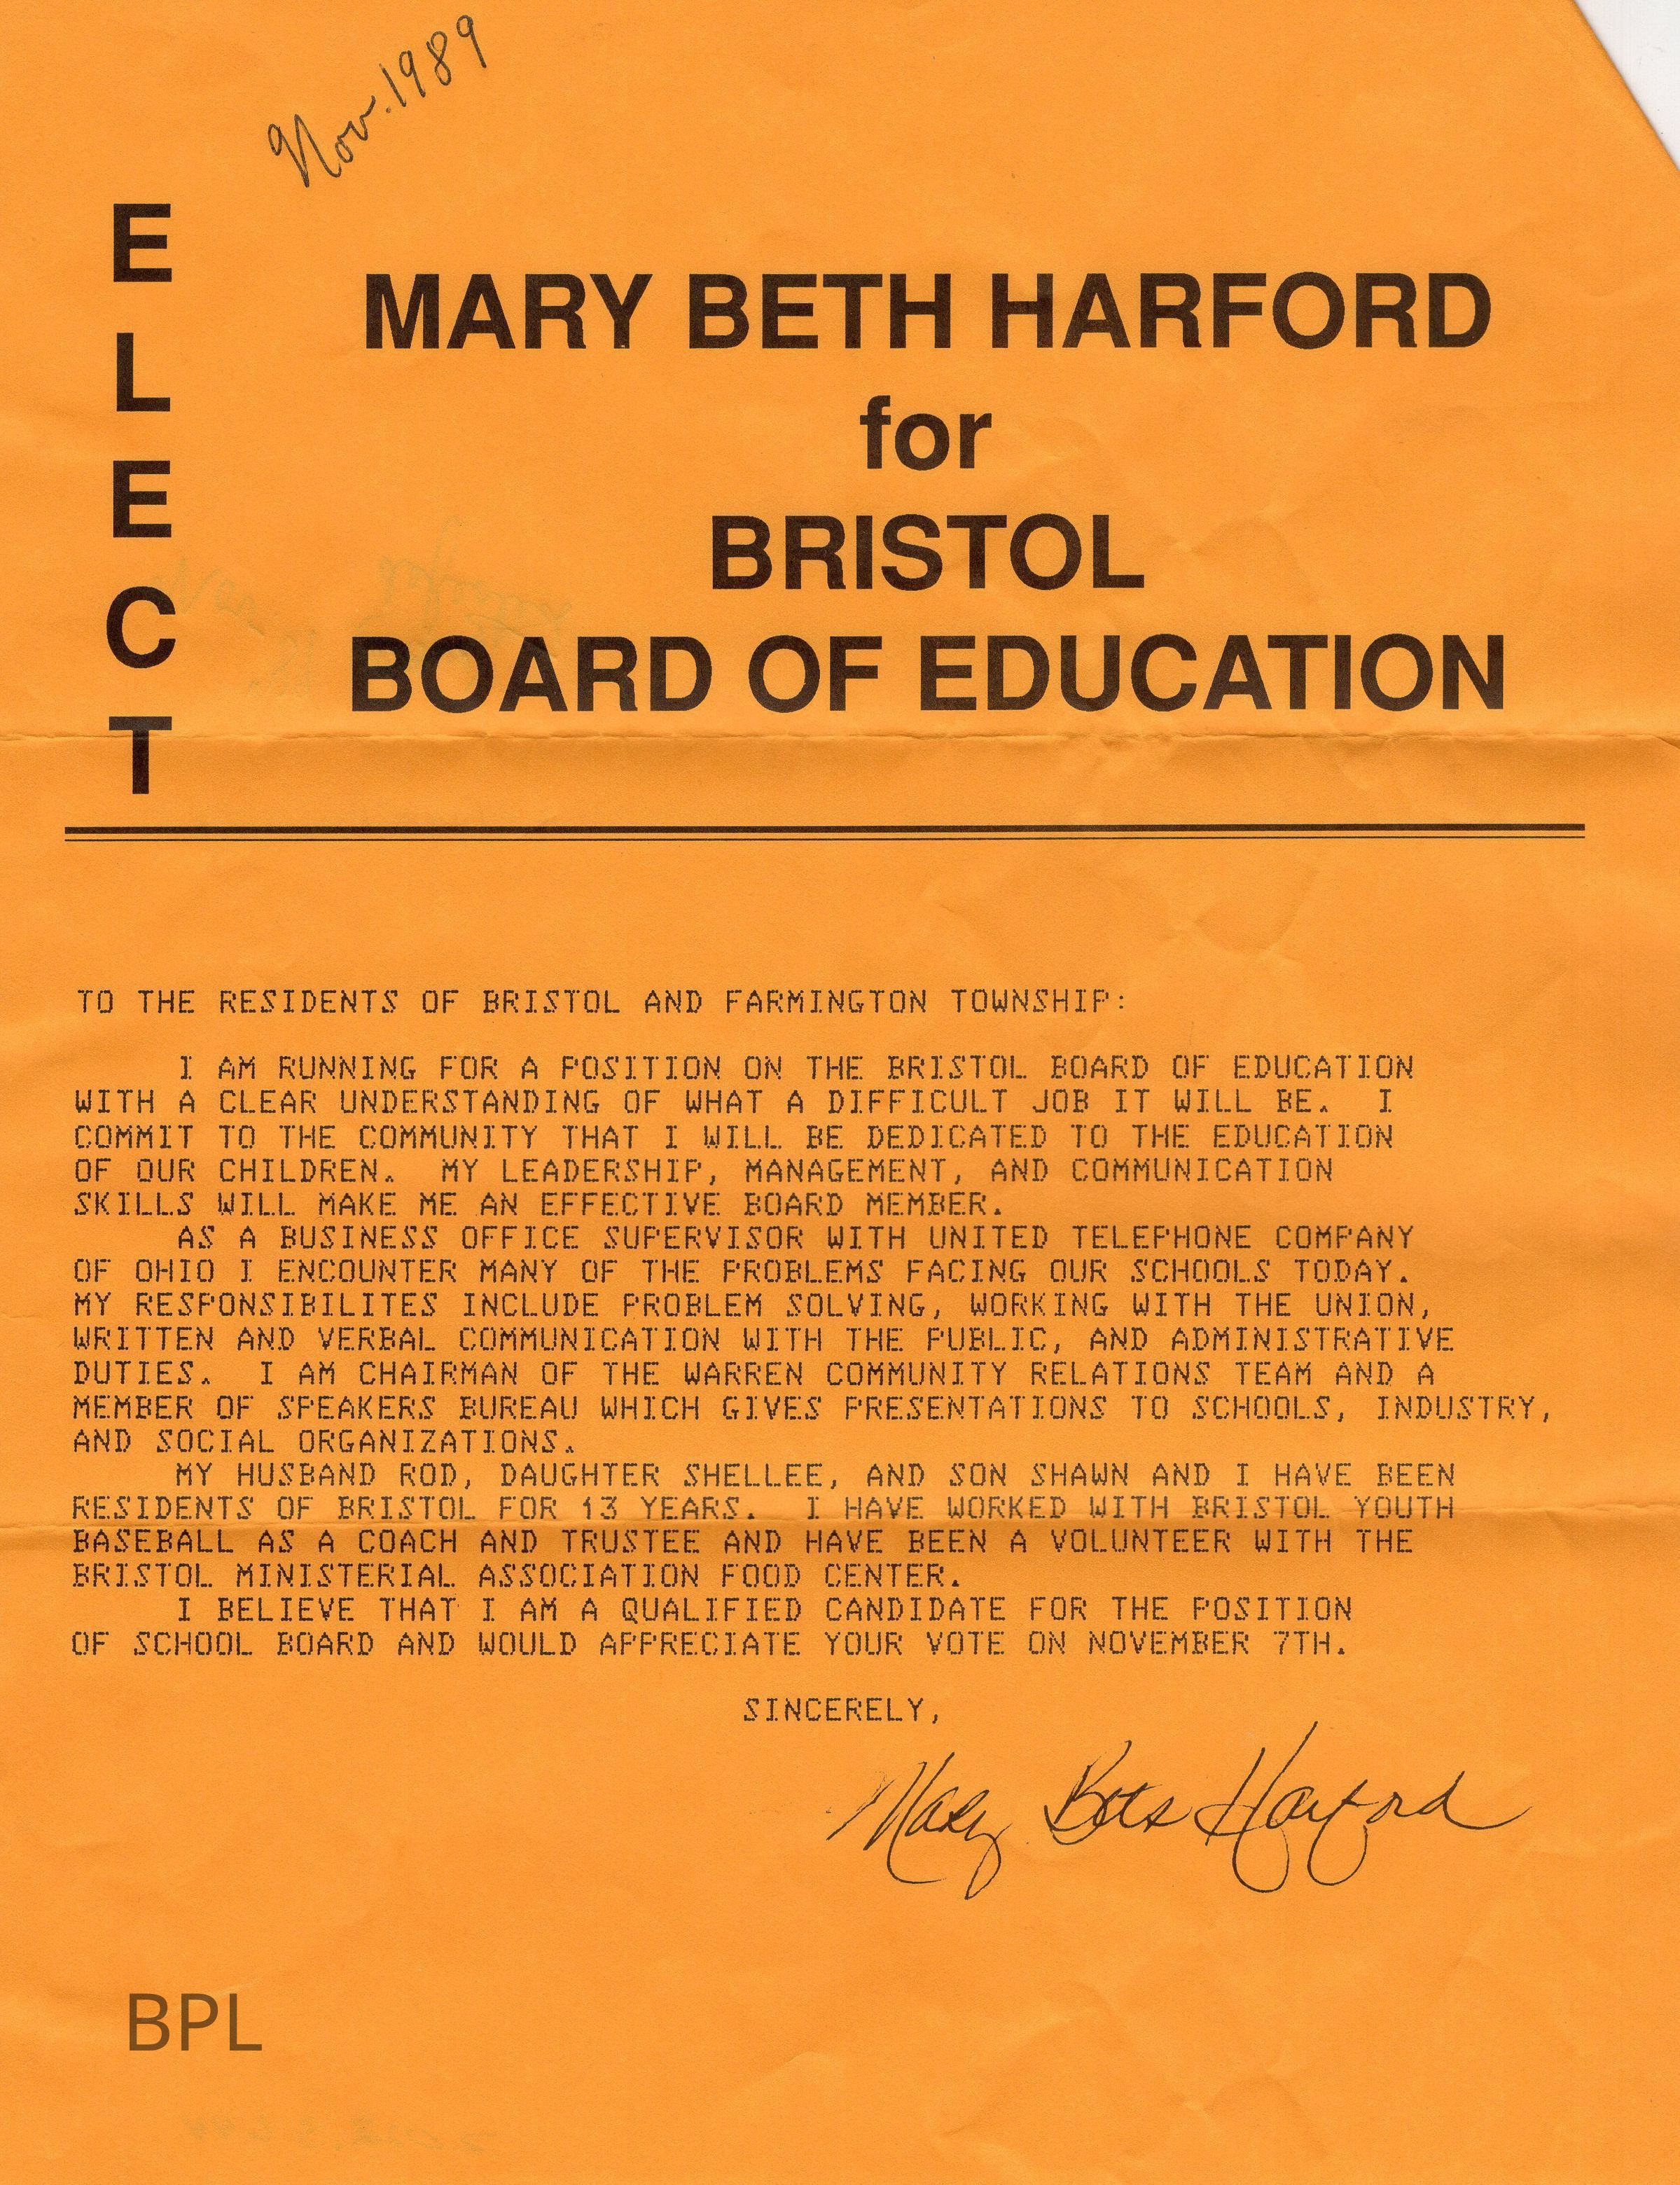 Nov. 1989
ELECT
MARY BETH HARFORD
for
BRISTOL
BOARD OF EDUCATION
TO THE RESIDENTS OF BRISTOL AND FARMINGTON TOWNSHIP:
I AM RUNNING FOR A POSITION ON THE BRISTOL BOARD OF EDUCATION
WITH A CLEAR UNDERSTANDING OF WHAT A DIFFICULT JOB IT WILL BE. I
COMMIT TO THE COMMUNITY THAT I WILL BE DEDICATED TO THE EDUCATION
OF OUR CHILDREN. MY LEADERSHIP, MANAGEMENT, AND COMMUNICATION
SKILLS WILL MAKE ME AN EFFECTIVE BOARD MEMBER.
AS A BUSINESS OFFICE SUPERVISOR WITH UNITED TELEPHONE COMPANY
OF OHIO I ENCOUNTER MANY OF THE PROBLEMS FACING OUR SCHOOLS TODAY.
MY RESPONSIBILITES INCLUDE PROBLEM SOLVING, WORKING WITH THE UNION,
WRITTEN AND VERBAL COMMUNICATION WITH THE PUBLIC, AND ADMINISTRATIVE
DUTIES. I AM CHAIRMAN OF THE WARREN COMMUNITY RELATIONS TEAM AND A
MEMBER OF SPEAKERS BUREAU WHICH GIVES PRESENTATIONS TO SCHOOLS, INDUSTRY,
AND SOCIAL ORGANIZATIONS.
MY HUSBAND ROD, DAUGHTER SHELLEE, AND SON SHAWN AND I HAVE BEEN
RESIDENTS OF BRISTOL FOR 13 YEARS. I HAVE WORKED WITH BRISTOL YOUTH
BASEBALL AS A COACH AND TRUSTEE AND HAVE BEEN A VOLUNTEER WITH THE
BRISTOL MINISTERIAL ASSOCIATION FOOD CENTER.
I BELIEVE THAT I AM A QUALIFIED CANDIDATE FOR THE POSITION
OF SCHOOL BOARD AND WOULD APPRECIATE YOUR VOTE ON NOVEMBER 7TH.
SINCERELY,
Mary Beth Harford
BPL